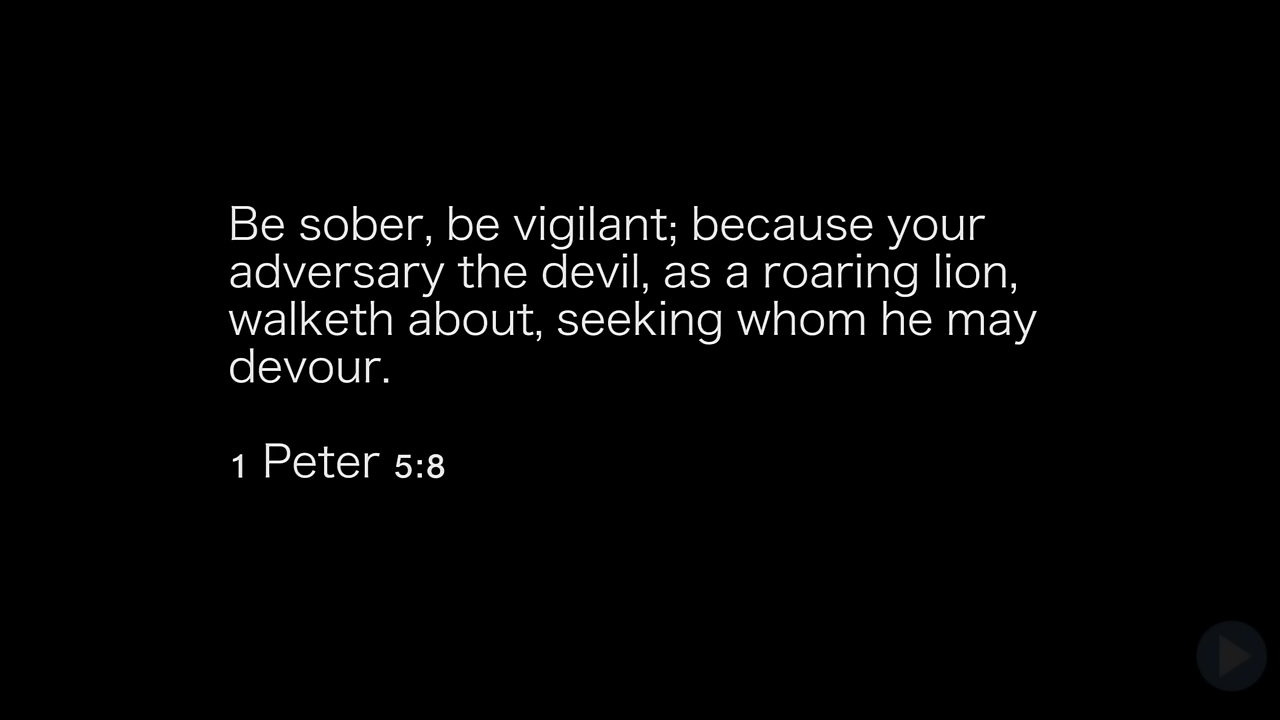 Be sober, be vigilant; because your
adversary the devil, as a roaring lion,
walketh about, seeking whom he may
devour.
1 Peter 5:8